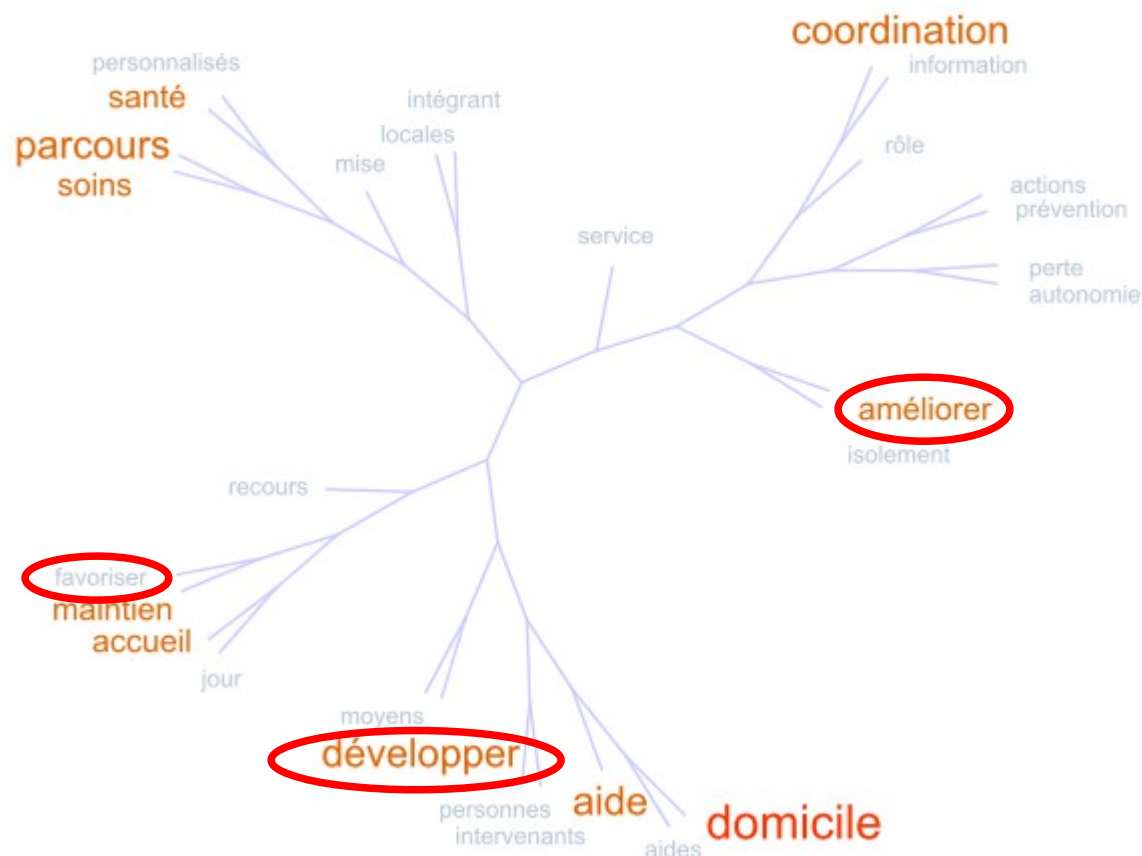 coordination
personnalisés
information
santé
intégrant
parcours
locales
rôle
mise
soins
actions
prévention
service
perte
autonomie
améliorer
isolement
recours
favoriser
maintien
accueil
jour
moyens
développer
personnes
aide
domicile
intervenants
aides